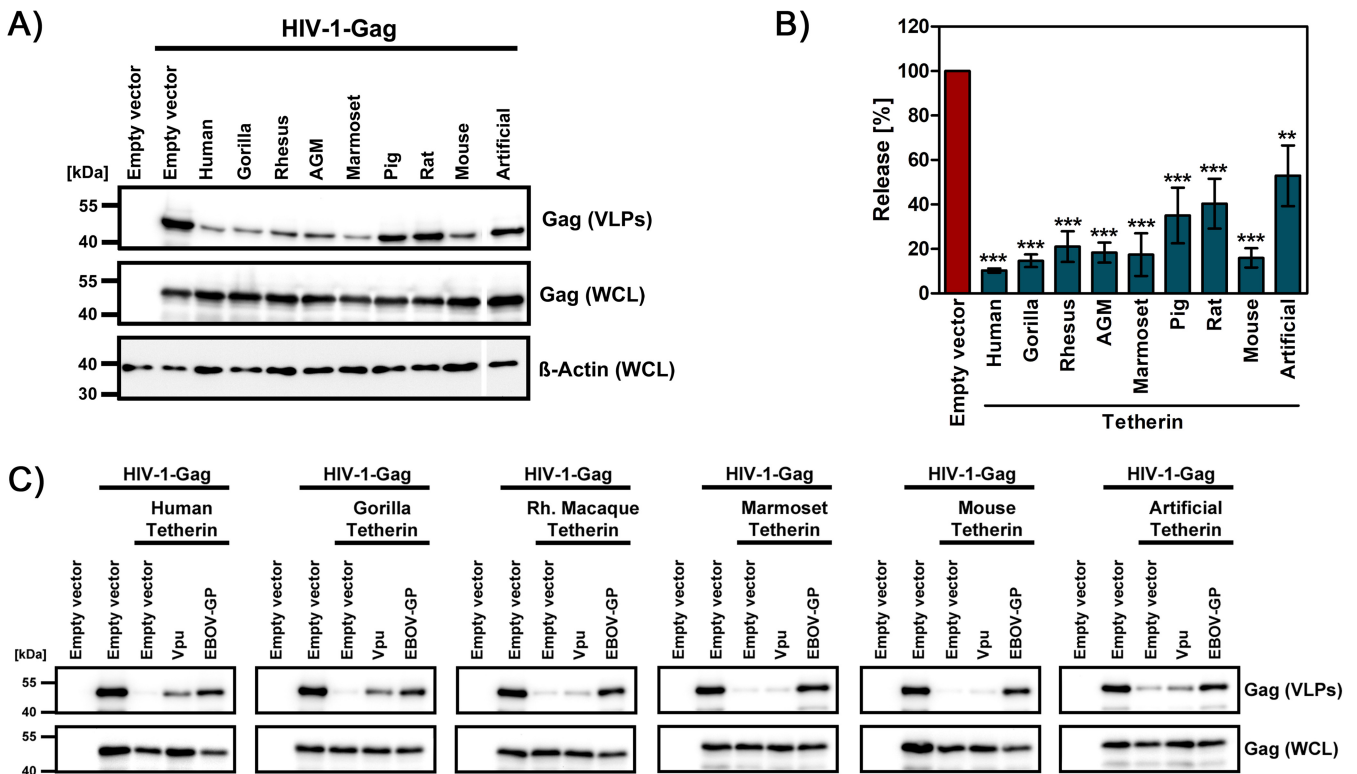 A)
HIV-1-Gag
Empty vector
Empty vector
Human
Gorilla
Rhesus
AGM
Marmoset
Pig
Rat
Mouse
Artificial
[kDa]
55
40
Gag (VLPs)
55
40
Gag (WCL)
40
30
ß-Actin (WCL)
B)
Release [%]
120
100
80
60
40
20
0
***
***
***
***
***
***
***
***
**
Empty vector
Human
Gorilla
Rhesus
AGM
Marmoset
Pig
Rat
Mouse
Artificial
Tetherin
C)
HIV-1-Gag
Human
Tetherin
Empty vector
Empty vector
Empty vector
Vpu
EBOV-GP
HIV-1-Gag
Gorilla
Tetherin
Empty vector
Empty vector
Empty vector
Vpu
EBOV-GP
HIV-1-Gag
Rh. Macaque
Tetherin
Empty vector
Empty vector
Empty vector
Vpu
EBOV-GP
HIV-1-Gag
Marmoset
Tetherin
Empty vector
Empty vector
Empty vector
Vpu
EBOV-GP
HIV-1-Gag
Mouse
Tetherin
Empty vector
Empty vector
Empty vector
Vpu
EBOV-GP
HIV-1-Gag
Artificial
Tetherin
Empty vector
Empty vector
Empty vector
Vpu
EBOV-GP
[kDa]
55
40
Gag (VLPs)
55
40
Gag (WCL)